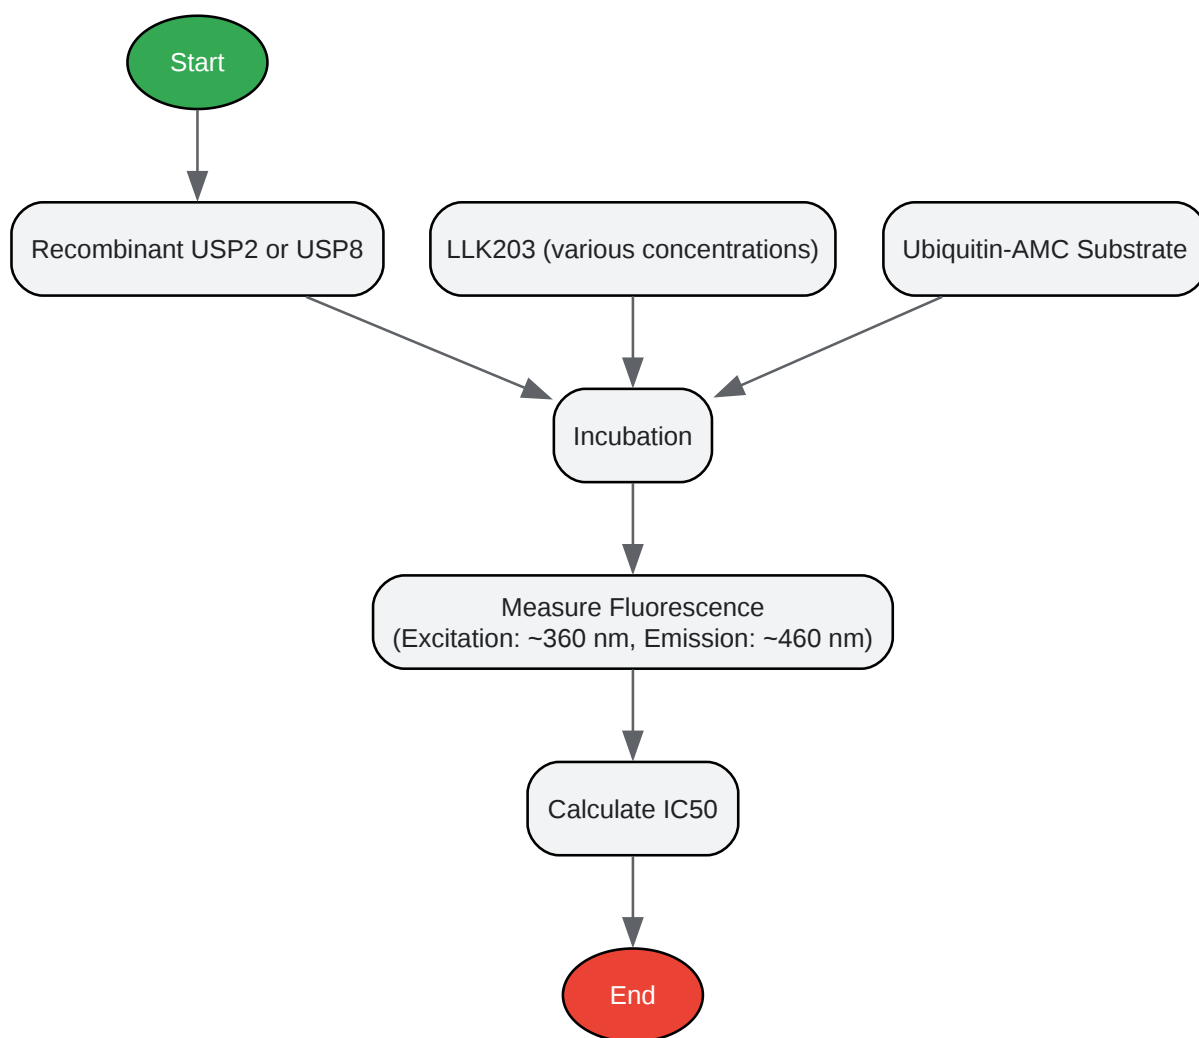 Start
Recombinant USP2 or USP8
LLK203 (various concentrations)
Ubiquitin-AMC Substrate
Incubation
Measure Fluorescence
(Excitation: ~360 nm, Emission: ~460 nm)
Calculate IC50
End